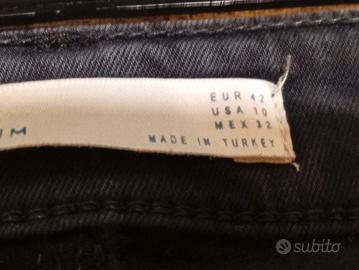 EUR 42
USA 10
MEX 32
MADE IN TURKEY
subito